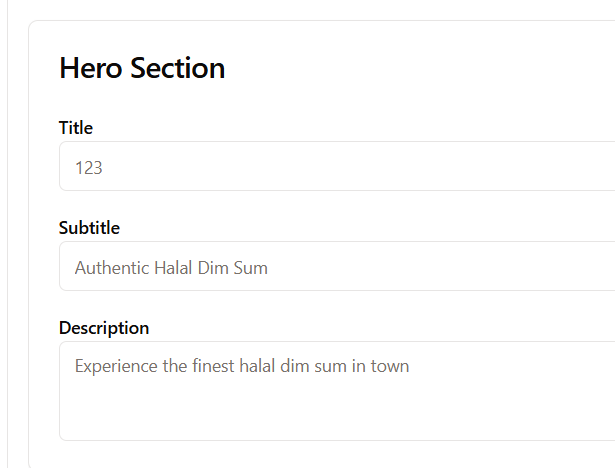 Hero Section
Title
123
Subtitle
Authentic Halal Dim Sum
Description
Experience the finest halal dim sum in town